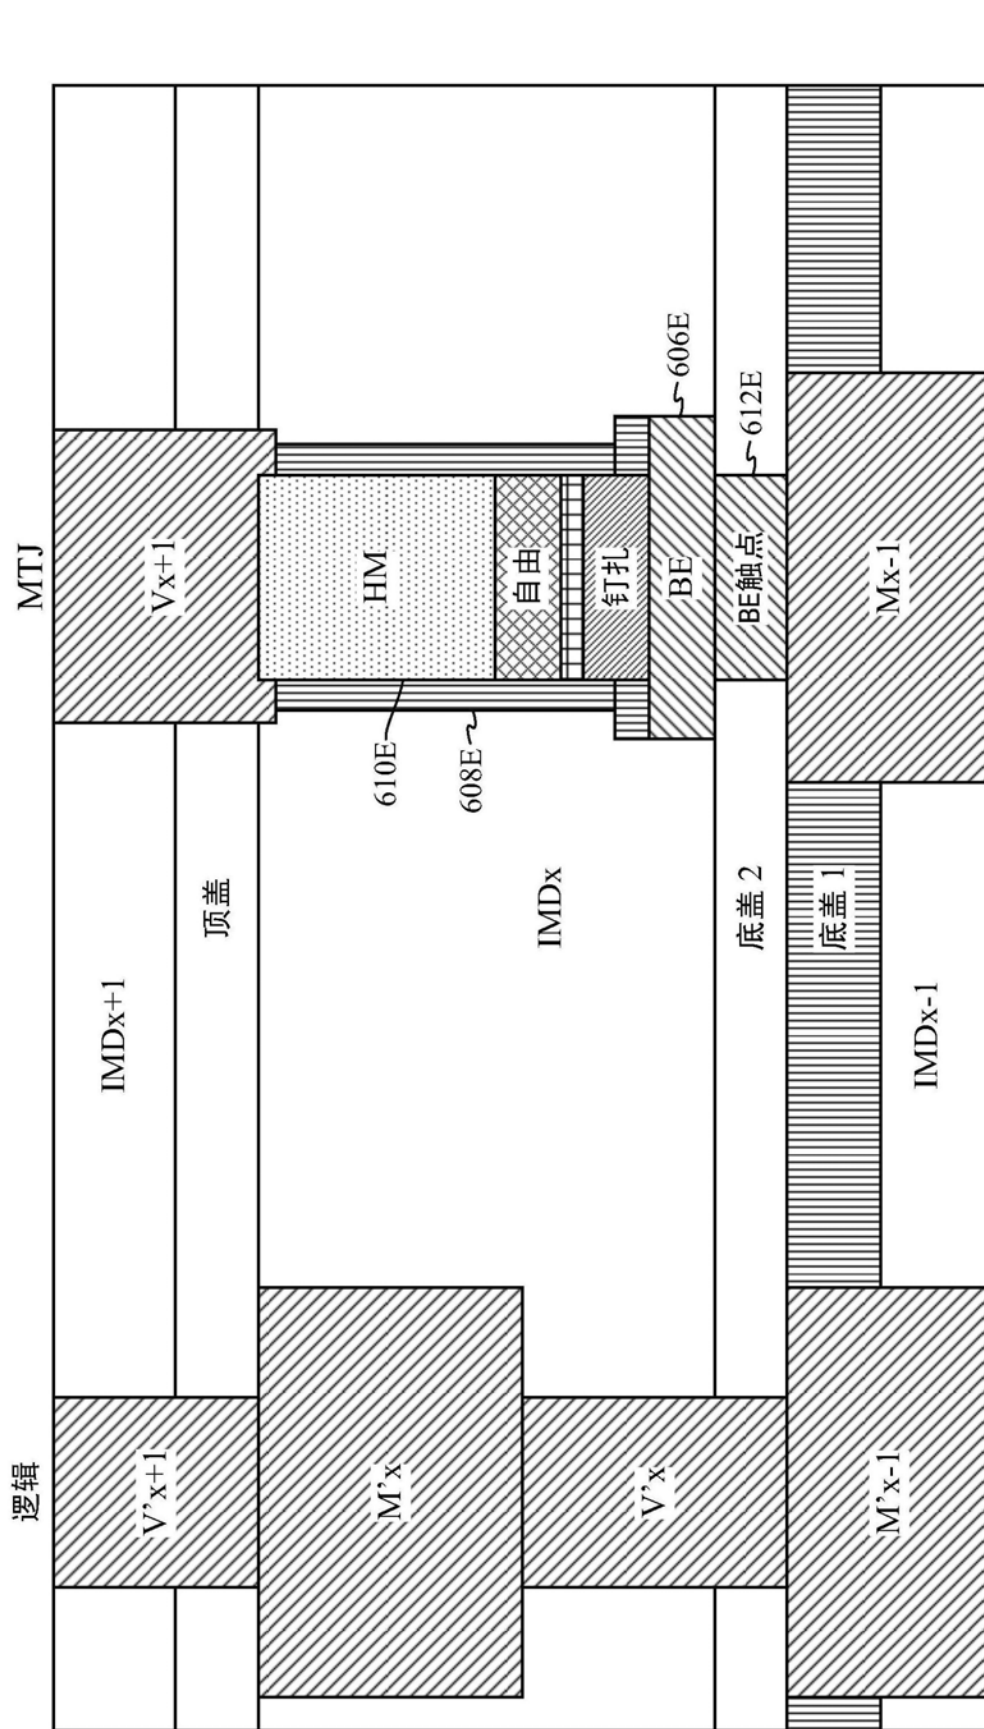 逻辑
MTJ
V'x+1
IMDx+1
Vx+1
顶盖
M'x
HM
610E
608E
自由
IMDx
钉扎
V'x
BE
606E
底盖 2
BE触点
612E
底盖 1
M'x-1
IMDx-1
Mx-1